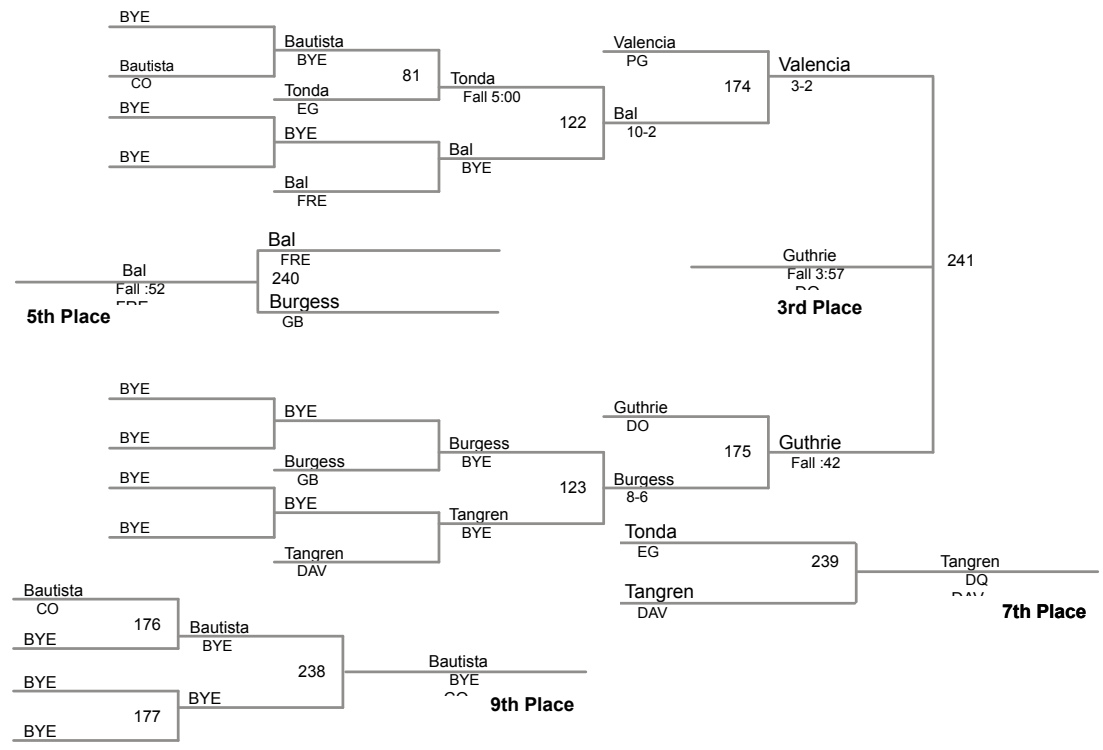 BYE
Bautista
CO
Bautista
BYE
81
Tonda
EG
Tonda
Fall 5:00
BYE
BYE
BYE
Bal
FRE
Bal
BYE
122
Valencia
PG
Bal
10-2
174
Valencia
3-2
Bal
FRE
240
Burgess
GB
Bal
Fall :52
5th Place
Guthrie
Fall 3:57
3rd Place
241
BYE
BYE
BYE
Burgess
GB
Burgess
BYE
BYE
BYE
BYE
Tangren
DAV
Tangren
BYE
123
Guthrie
DO
Burgess
8-6
175
Guthrie
Fall :42
Tonda
EG
239
Tangren
DAV
Tangren
DQ
7th Place
Bautista
CO
176
BYE
Bautista
BYE
BYE
177
BYE
BYE
238
Bautista
BYE
9th Place